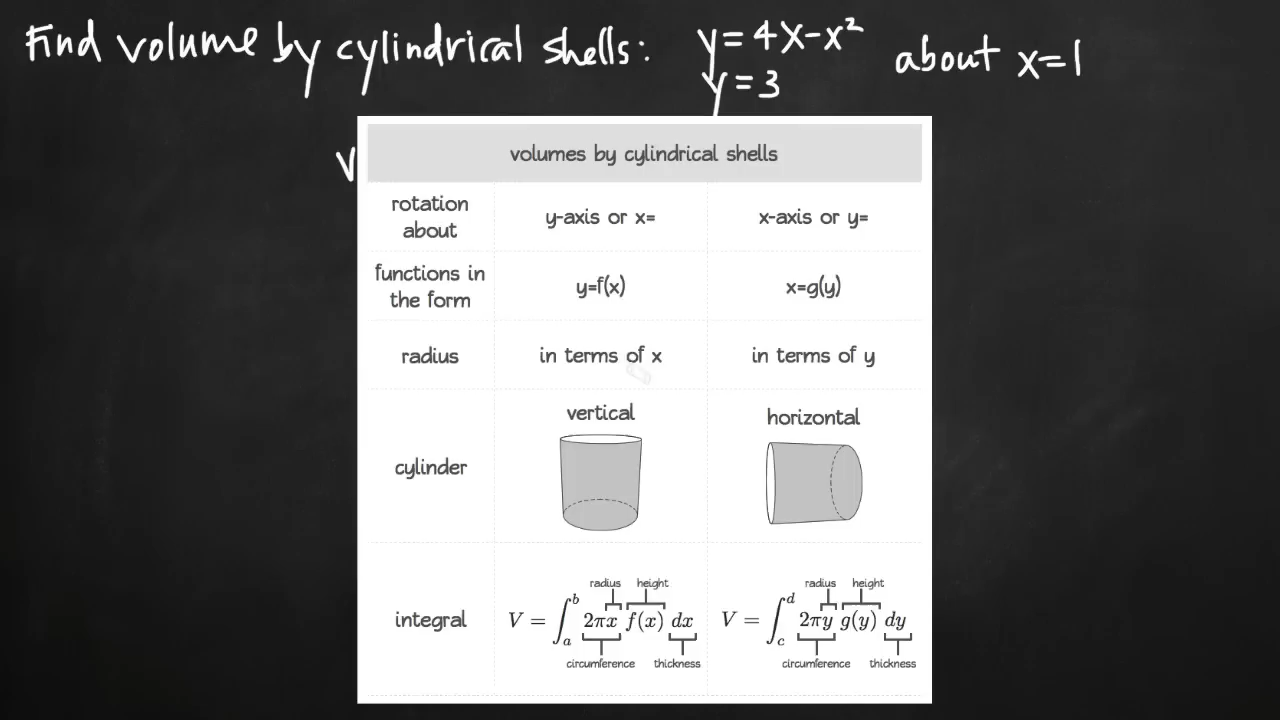 Find volume by cylindrical shells: y=4x-x² about x=1
y=3
V
volumes by cylindrical shells
rotation about y-axis or x= x-axis or y=
functions in the form y=f(x) x=g(y)
radius in terms of x in terms of y
vertical horizontal
cylinder
radius height radius height
integral V = ∫_a^b 2πx f(x) dx V = ∫_c^d 2πy g(y) dy
circumference thickness circumference thickness